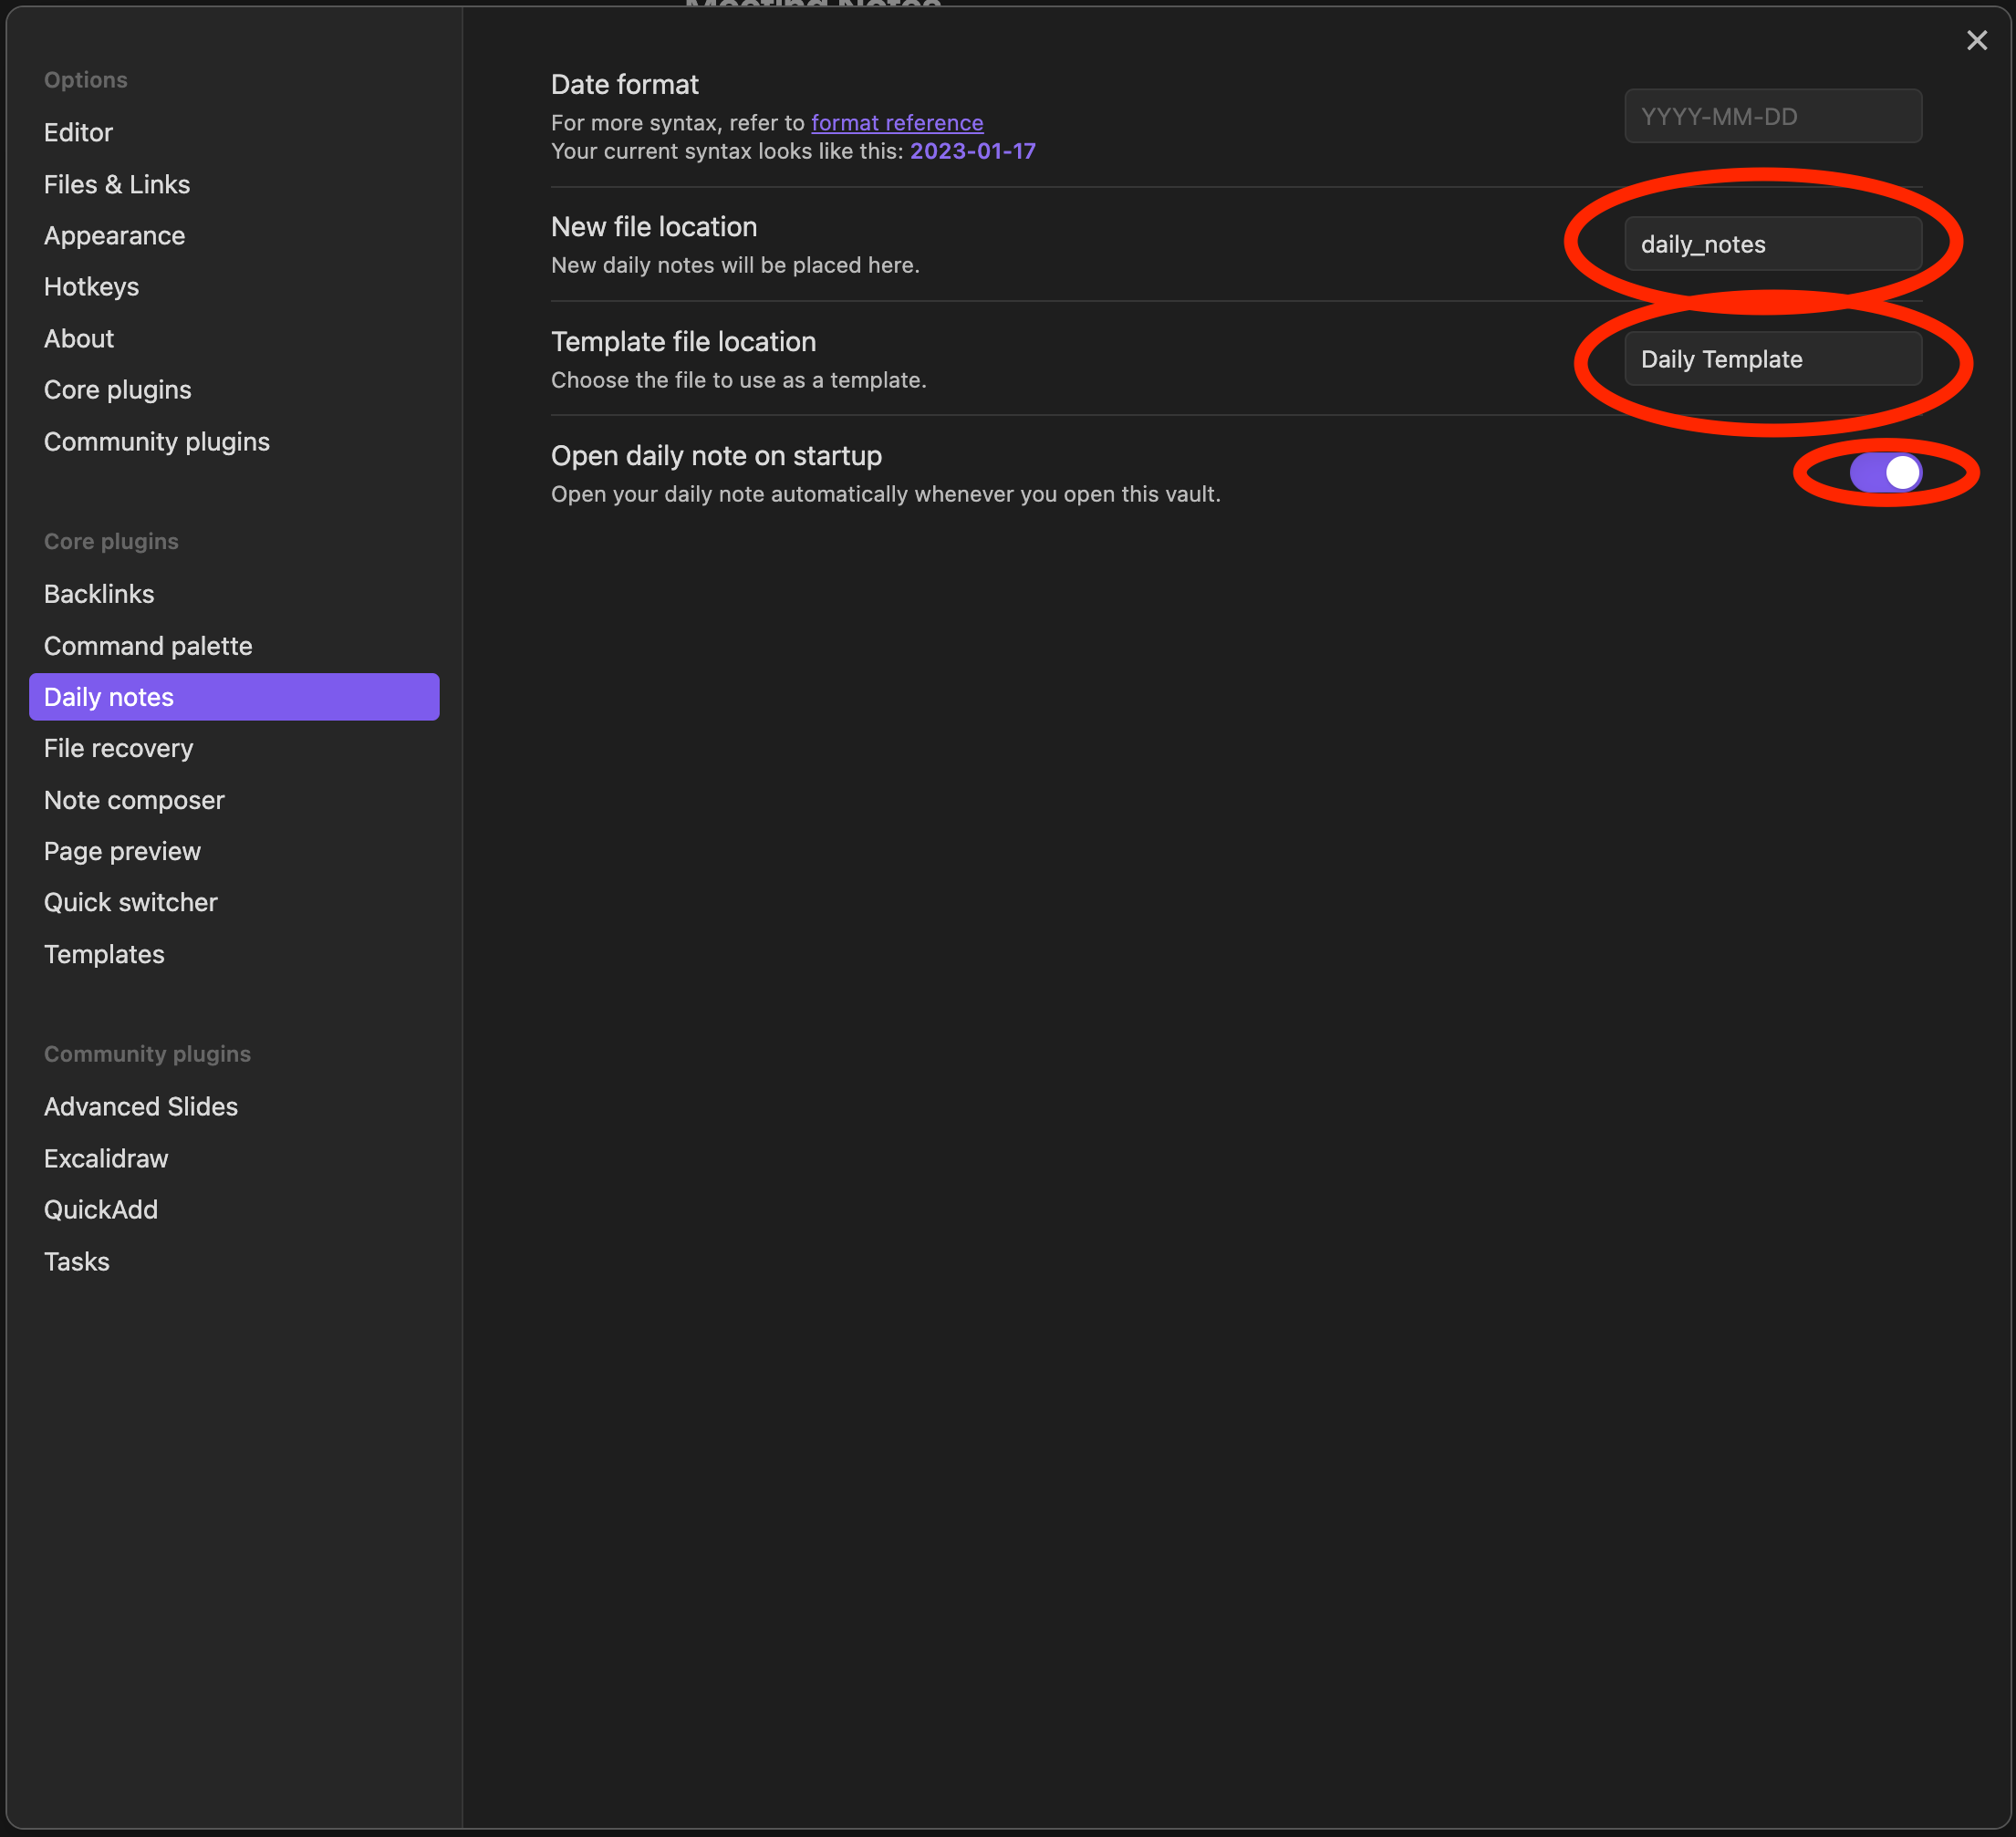 Meeting Notes
Options
Editor
Files & Links
Appearance
Hotkeys
About
Core plugins
Community plugins
Core plugins
Backlinks
Command palette
Daily notes
File recovery
Note composer
Page preview
Quick switcher
Templates
Community plugins
Advanced Slides
Excalidraw
QuickAdd
Tasks
Date format
For more syntax, refer to format reference
Your current syntax looks like this: 2023-01-17
YYYY-MM-DD
New file location
New daily notes will be placed here.
daily_notes
Template file location
Choose the file to use as a template.
Daily Template
Open daily note on startup
Open your daily note automatically whenever you open this vault.